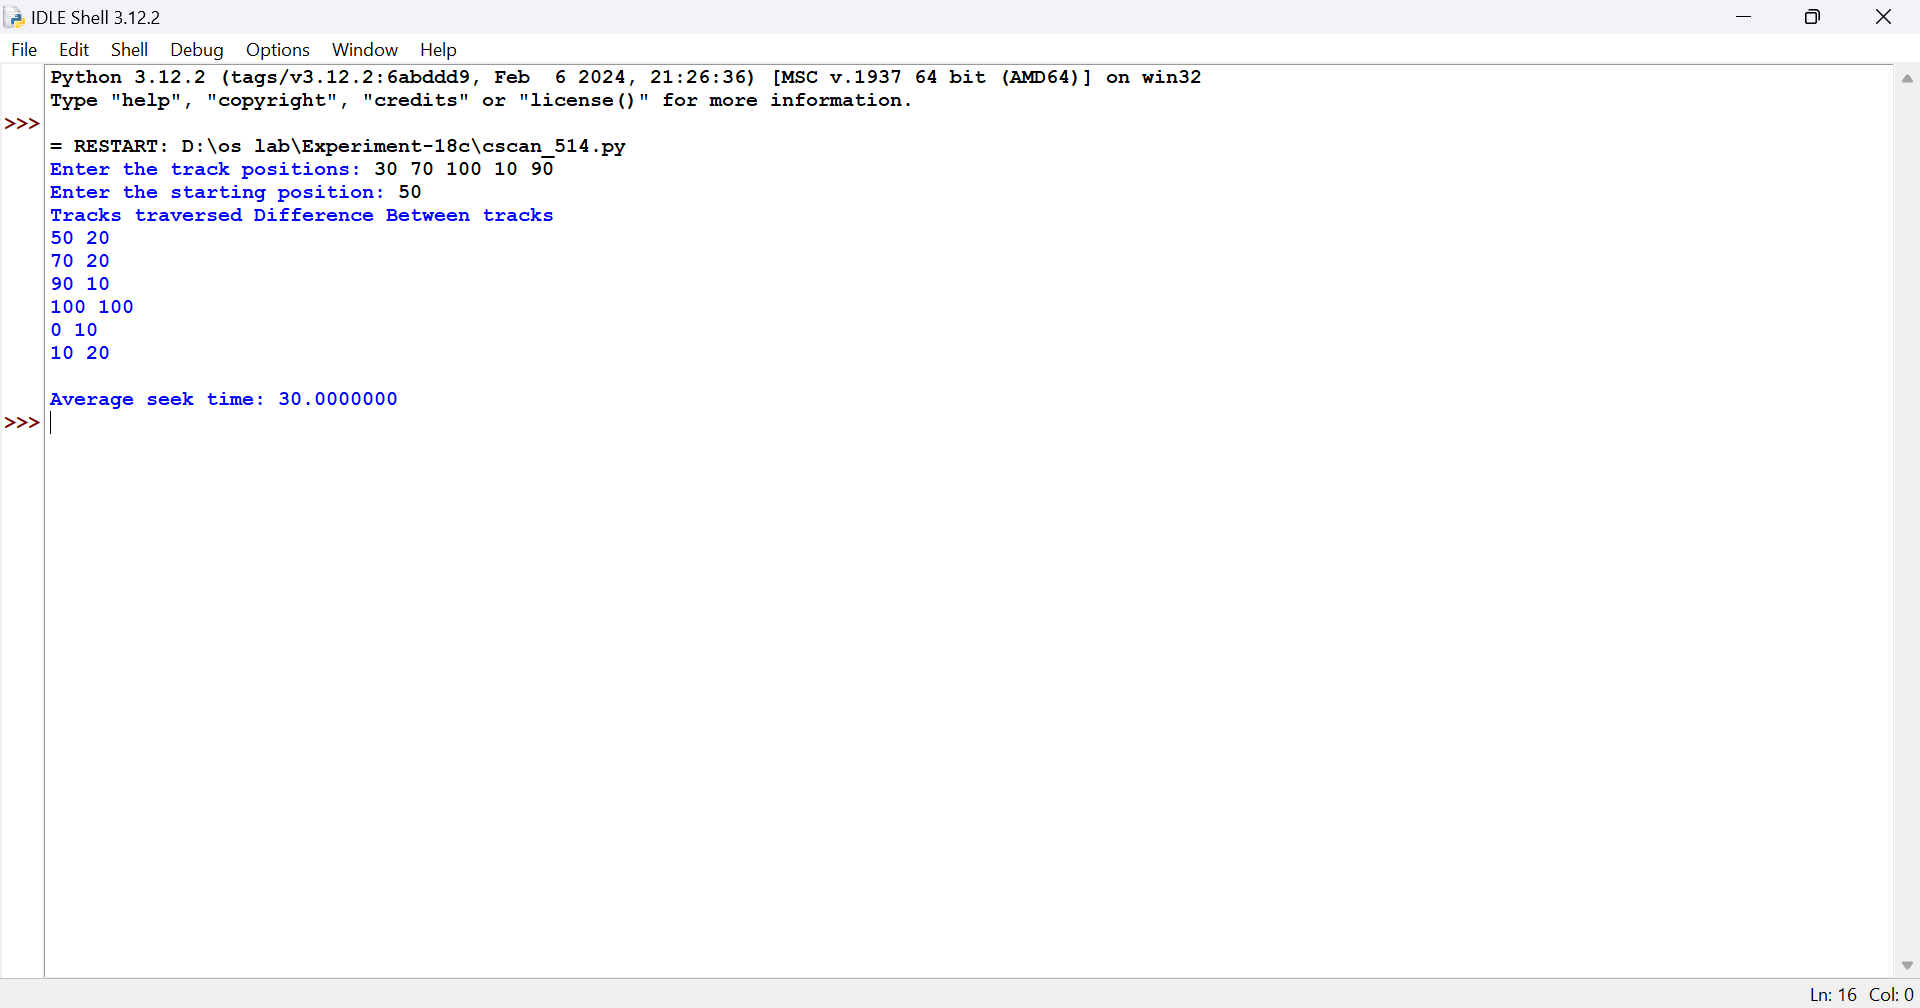 IDLE Shell 3.12.2
File Edit Shell Debug Options Window Help
Python 3.12.2 (tags/v3.12.2:6abddd9, Feb  6 2024, 21:26:36) [MSC v.1937 64 bit (AMD64)] on win32
Type "help", "copyright", "credits" or "license()" for more information.
>>>
= RESTART: D:\os lab\Experiment-18c\cscan_514.py
Enter the track positions: 30 70 100 10 90
Enter the starting position: 50
Tracks traversed Difference Between tracks
50 20
70 20
90 10
100 100
0 10
10 20
Average seek time: 30.0000000
>>>
Ln: 16 Col: 0